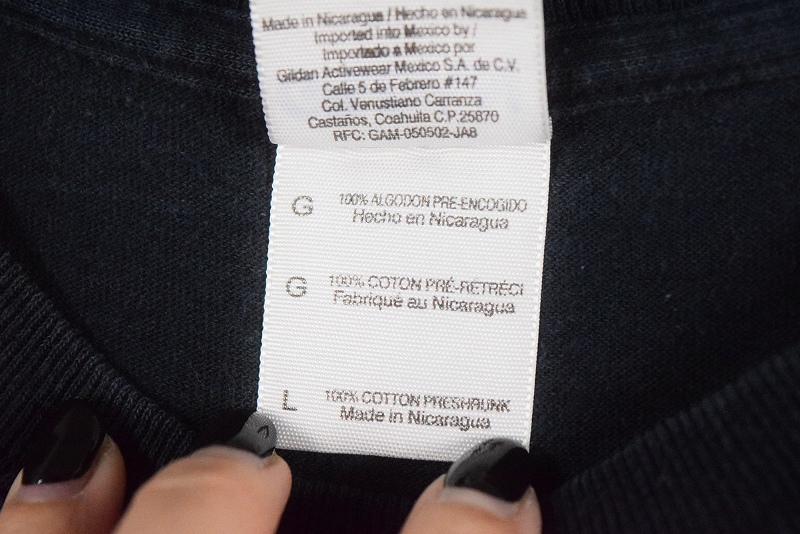 Made in Nicaragua / Hecho en Nicaragua
Imported into Mexico by /
Importado a Mexico por
Gildan Activewear Mexico S.A. de C.V.
Calle 5 de Febrero #147
Col. Venustiano Carranza
Castaños, Coahuila C.P.25870
RFC: GAM-050502-JA8
G 100% ALGODON PRE-ENCOGIDO
Hecho en Nicaragua
G 100% COTON PRÉ-RETRÉCI
Fabriqué au Nicaragua
L 100% COTTON PRESHRUNK
Made in Nicaragua